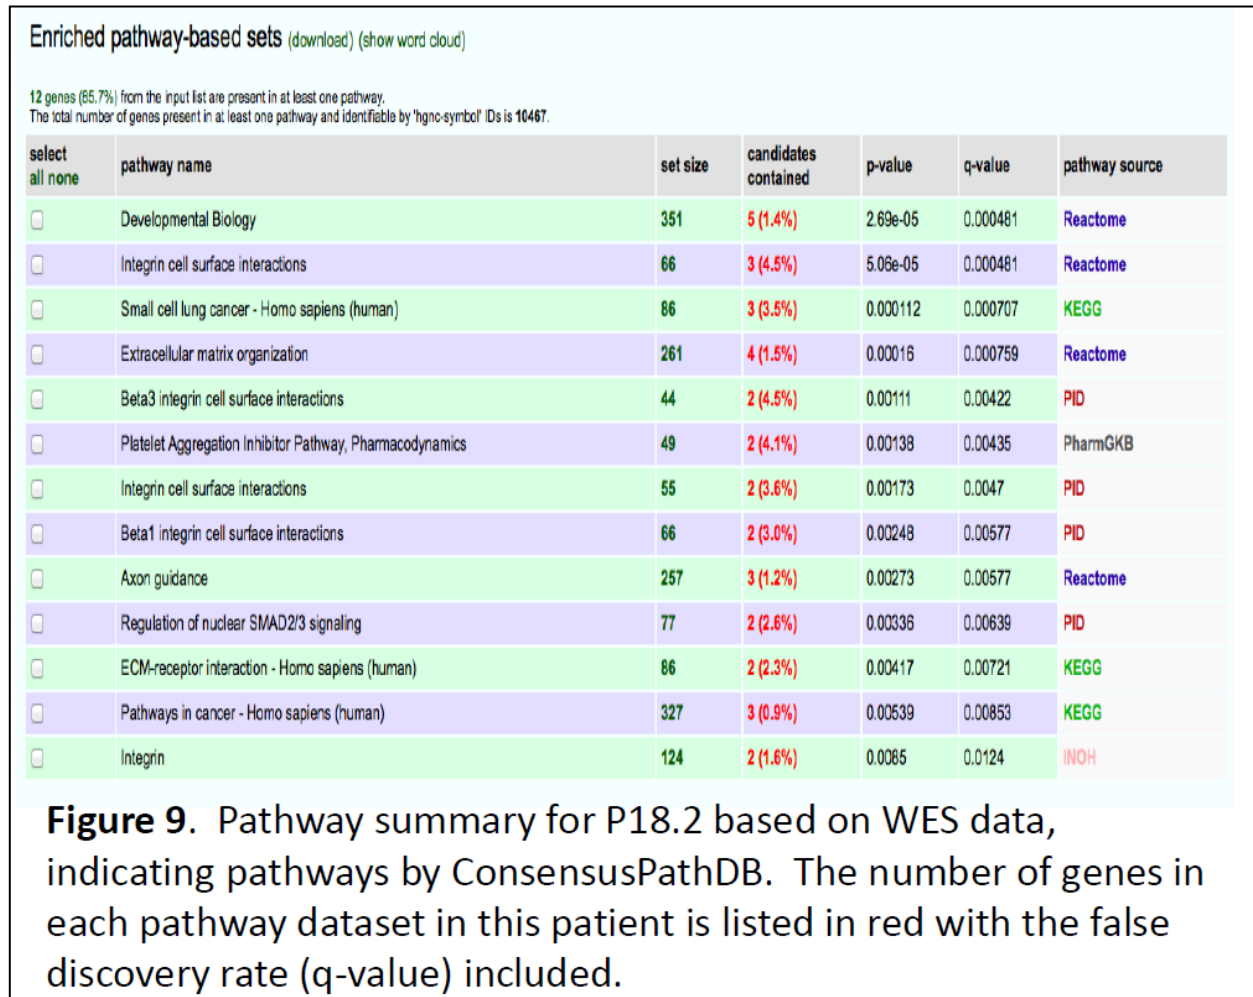 Enriched pathway-based sets (download) (show word cloud)
12 genes (85.7%) from the input list are present in at least one pathway.
The total number of genes present in at least one pathway and identifiable by 'hgnc-symbol' IDs is 10467.
select all none pathway name set size candidates contained p-value q-value pathway source
Developmental Biology 351 5 (1.4%) 2.69e-05 0.000481 Reactome
Integrin cell surface interactions 66 3 (4.5%) 5.06e-05 0.000481 Reactome
Small cell lung cancer - Homo sapiens (human) 86 3 (3.5%) 0.000112 0.000707 KEGG
Extracellular matrix organization 261 4 (1.5%) 0.00016 0.000759 Reactome
Beta3 integrin cell surface interactions 44 2 (4.5%) 0.00111 0.00422 PID
Platelet Aggregation Inhibitor Pathway, Pharmacodynamics 49 2 (4.1%) 0.00138 0.00435 PharmGKB
Integrin cell surface interactions 55 2 (3.6%) 0.00173 0.0047 PID
Beta1 integrin cell surface interactions 66 2 (3.0%) 0.00248 0.00577 PID
Axon guidance 257 3 (1.2%) 0.00273 0.00577 Reactome
Regulation of nuclear SMAD2/3 signaling 77 2 (2.6%) 0.00336 0.00639 PID
ECM-receptor interaction - Homo sapiens (human) 86 2 (2.3%) 0.00417 0.00721 KEGG
Pathways in cancer - Homo sapiens (human) 327 3 (0.9%) 0.00539 0.00853 KEGG
Integrin 124 2 (1.6%) 0.0085 0.0124 INOH
Figure 9. Pathway summary for P18.2 based on WES data,
indicating pathways by ConsensusPathDB. The number of genes in
each pathway dataset in this patient is listed in red with the false
discovery rate (q-value) included.